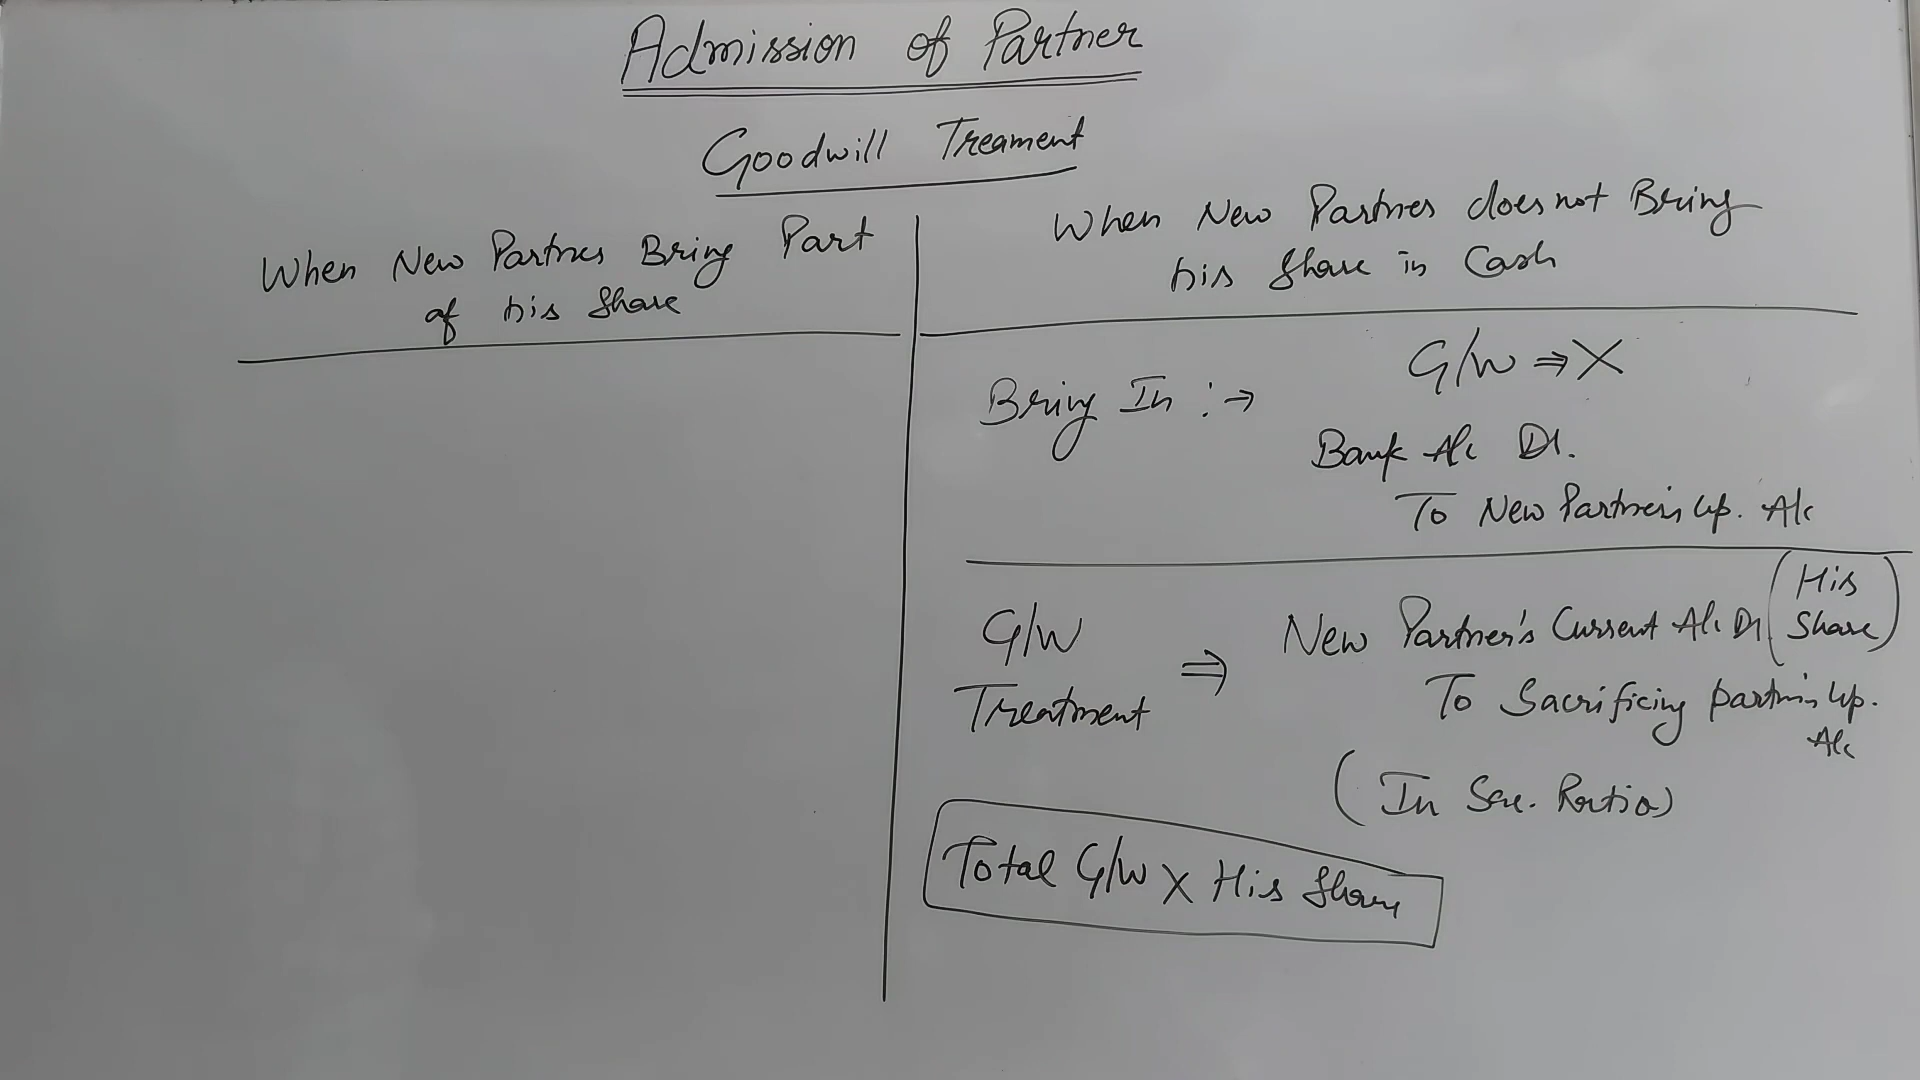 Admission of Partner
Goodwill Treament
When New Partner Bring Part
of his Share
When New Partner does not Bring
his Share in Cash
Bring In :→
G/W ⇒ X
Bank A/c Dr.
To New Partner's Cap. A/c
G/W
Treatment
⇒
New Partner's Current A/c Dr (His
Share)
To Sacrificing partner's Cap.
A/c
(In Sac. Ratio)
Total G/W X His Share